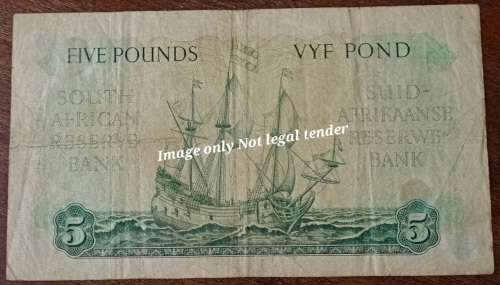 FIVE POUNDS VYF POND
SOUTH
AFRICAN
RESERVE
BANK
SUID-
AFRIKAANSE
RESERWE
BANK
Image only Not legal tender
5 5